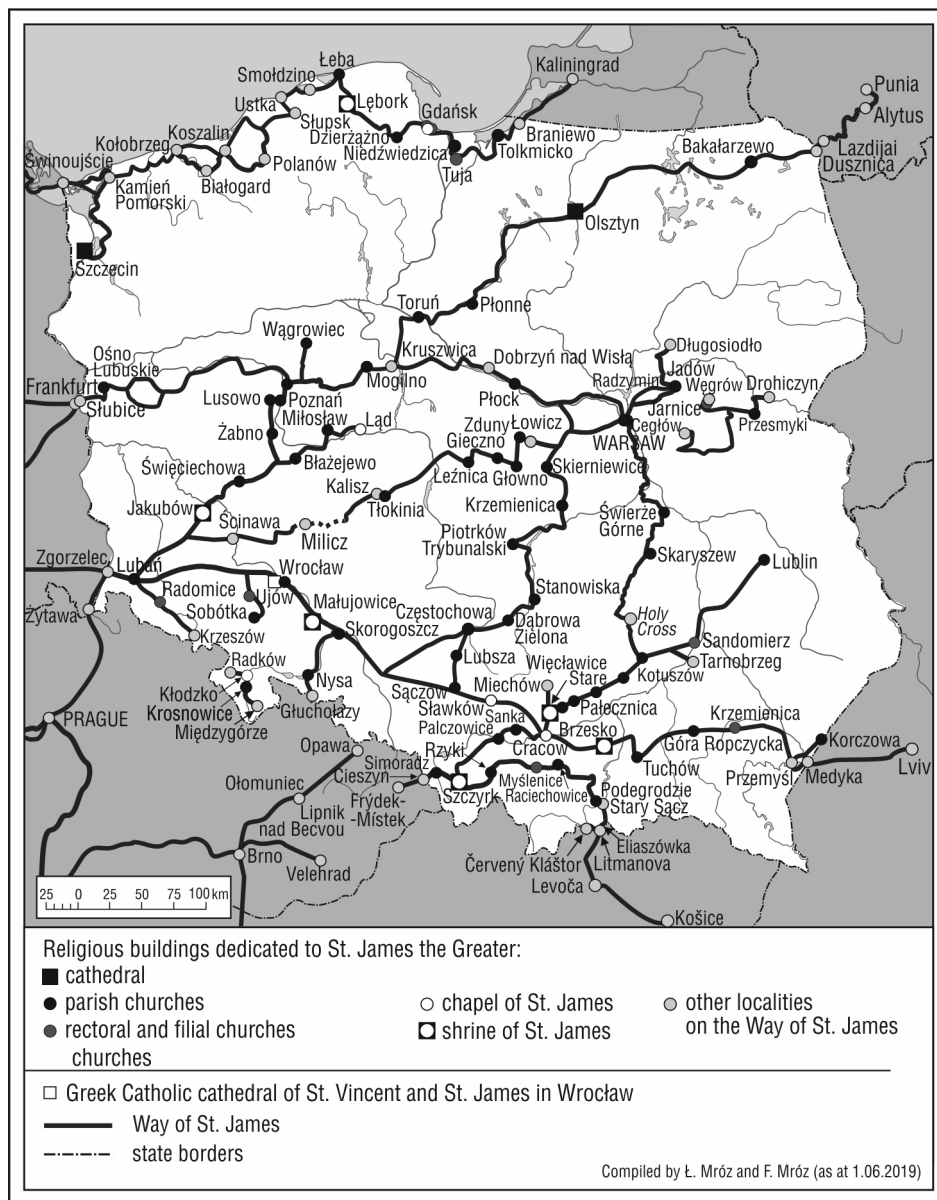 Łeba
Kaliningrad
Smołdzino
Punia
Ustka
Lębork
Gdańsk
Alytus
Słupsk
Koszalin
Dzierżążno
Braniewo
Kołobrzeg
Niedźwiedzica
Tolkmicko
Lazdijai
Bakałarzewo
Świnoujście
Polanów
Tuja
Dusznica
Białogard
Kamień
Pomorski
Olsztyn
Szczecin
Toruń
Płonne
Wągrowiec
Ośno
Lubuskie
Kruszwica
Dobrzyń nad Wisłą
Długosiodło
Frankfurt
Mogilno
Radzymin
Jadów
Węgrów
Drohiczyn
Słubice
Lusowo
Poznań
Płock
Jarnice
Miłosław
Ląd
Zduny
Łowicz
Cegłów
Przesmyki
Żabno
Gieczno
WARSAW
Święciechowa
Błażejewo
Leźnica
Głowno
Skierniewice
Kalisz
Jakubów
Tłokinia
Krzemienica
Świerże
Górne
Ścinawa
Milicz
Piotrków
Trybunalski
Zgorzelec
Lubań
Wrocław
Skaryszew
Lublin
Radomice
Ujów
Małujowice
Stanowiska
Żytawa
Sobótka
Częstochowa
Holy
Cross
Skorogoszcz
Dąbrowa
Zielona
Krzeszów
Sandomierz
Radków
Lubsza
Więcławice
Stare
Tarnobrzeg
Nysa
Miechów
Kotuszów
Kłodzko
Sączów
Sławków
Pałecznica
Krosnowice
Głuchołazy
Sanka
Krzemienica
PRAGUE
Międzygórze
Palczowice
Brzesko
Korczowa
Opawa
Rzyki
Cracow
Góra Ropczycka
Simoradz
Lviv
Cieszyn
Tuchów
Przemyśl
Medyka
Ołomuniec
Myślenice
Szczyrk
Raciechowice
Podegrodzie
Frýdek-
-Místek
Stary Sącz
Lipnik
nad Becvou
Eliaszówka
Brno
Červený Kláštor
Litmanova
Velehrad
Levoča
Košice
25 0 25 50 75 100 km
Religious buildings dedicated to St. James the Greater:
cathedral
parish churches
chapel of St. James
other localities
on the Way of St. James
rectoral and filial churches
churches
shrine of St. James
Greek Catholic cathedral of St. Vincent and St. James in Wrocław
Way of St. James
state borders
Compiled by Ł. Mróz and F. Mróz (as at 1.06.2019)